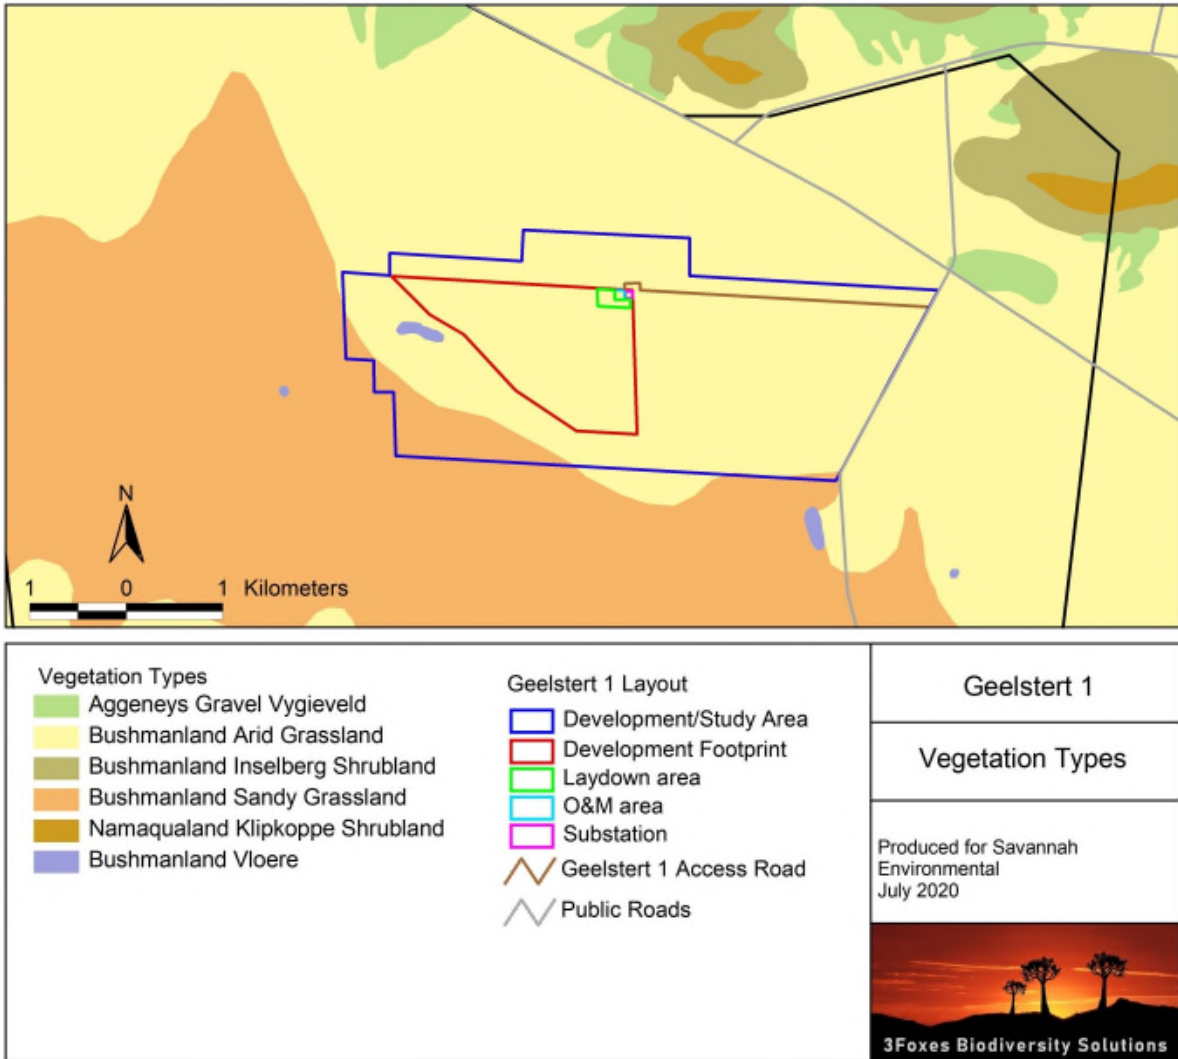 N
1 0 1 Kilometers
Vegetation Types
Aggeneys Gravel Vygieveld
Bushmanland Arid Grassland
Bushmanland Inselberg Shrubland
Bushmanland Sandy Grassland
Namaqualand Klipkoppe Shrubland
Bushmanland Vloere
Geelstert 1 Layout
Development/Study Area
Development Footprint
Laydown area
O&M area
Substation
Geelstert 1 Access Road
Public Roads
Geelstert 1
Vegetation Types
Produced for Savannah
Environmental
July 2020
3Foxes Biodiversity Solutions